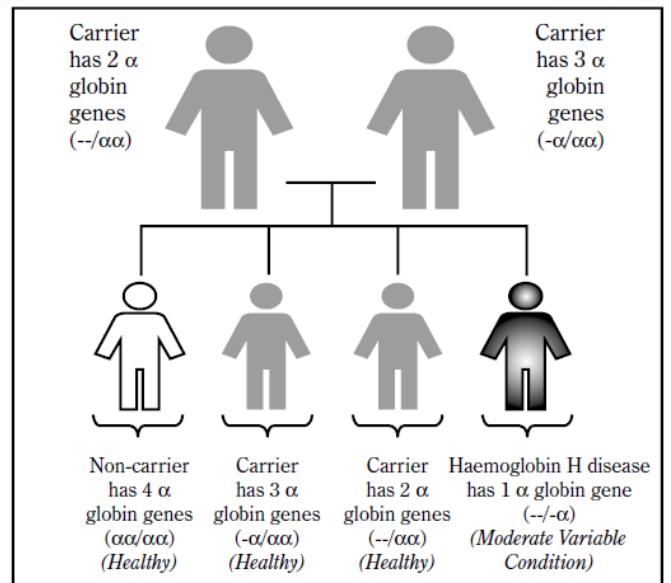 Carrier
has 2 α
globin
genes
(--/αα)
Carrier
has 3 α
globin
genes
(-α/αα)
Non-carrier
has 4 α
globin genes
(αα/αα)
(Healthy)
Carrier
has 3 α
globin genes
(-α/αα)
(Healthy)
Carrier
has 2 α
globin genes
(--/αα)
(Healthy)
Haemoglobin H disease
has 1 α globin gene
(--/-α)
(Moderate Variable
Condition)